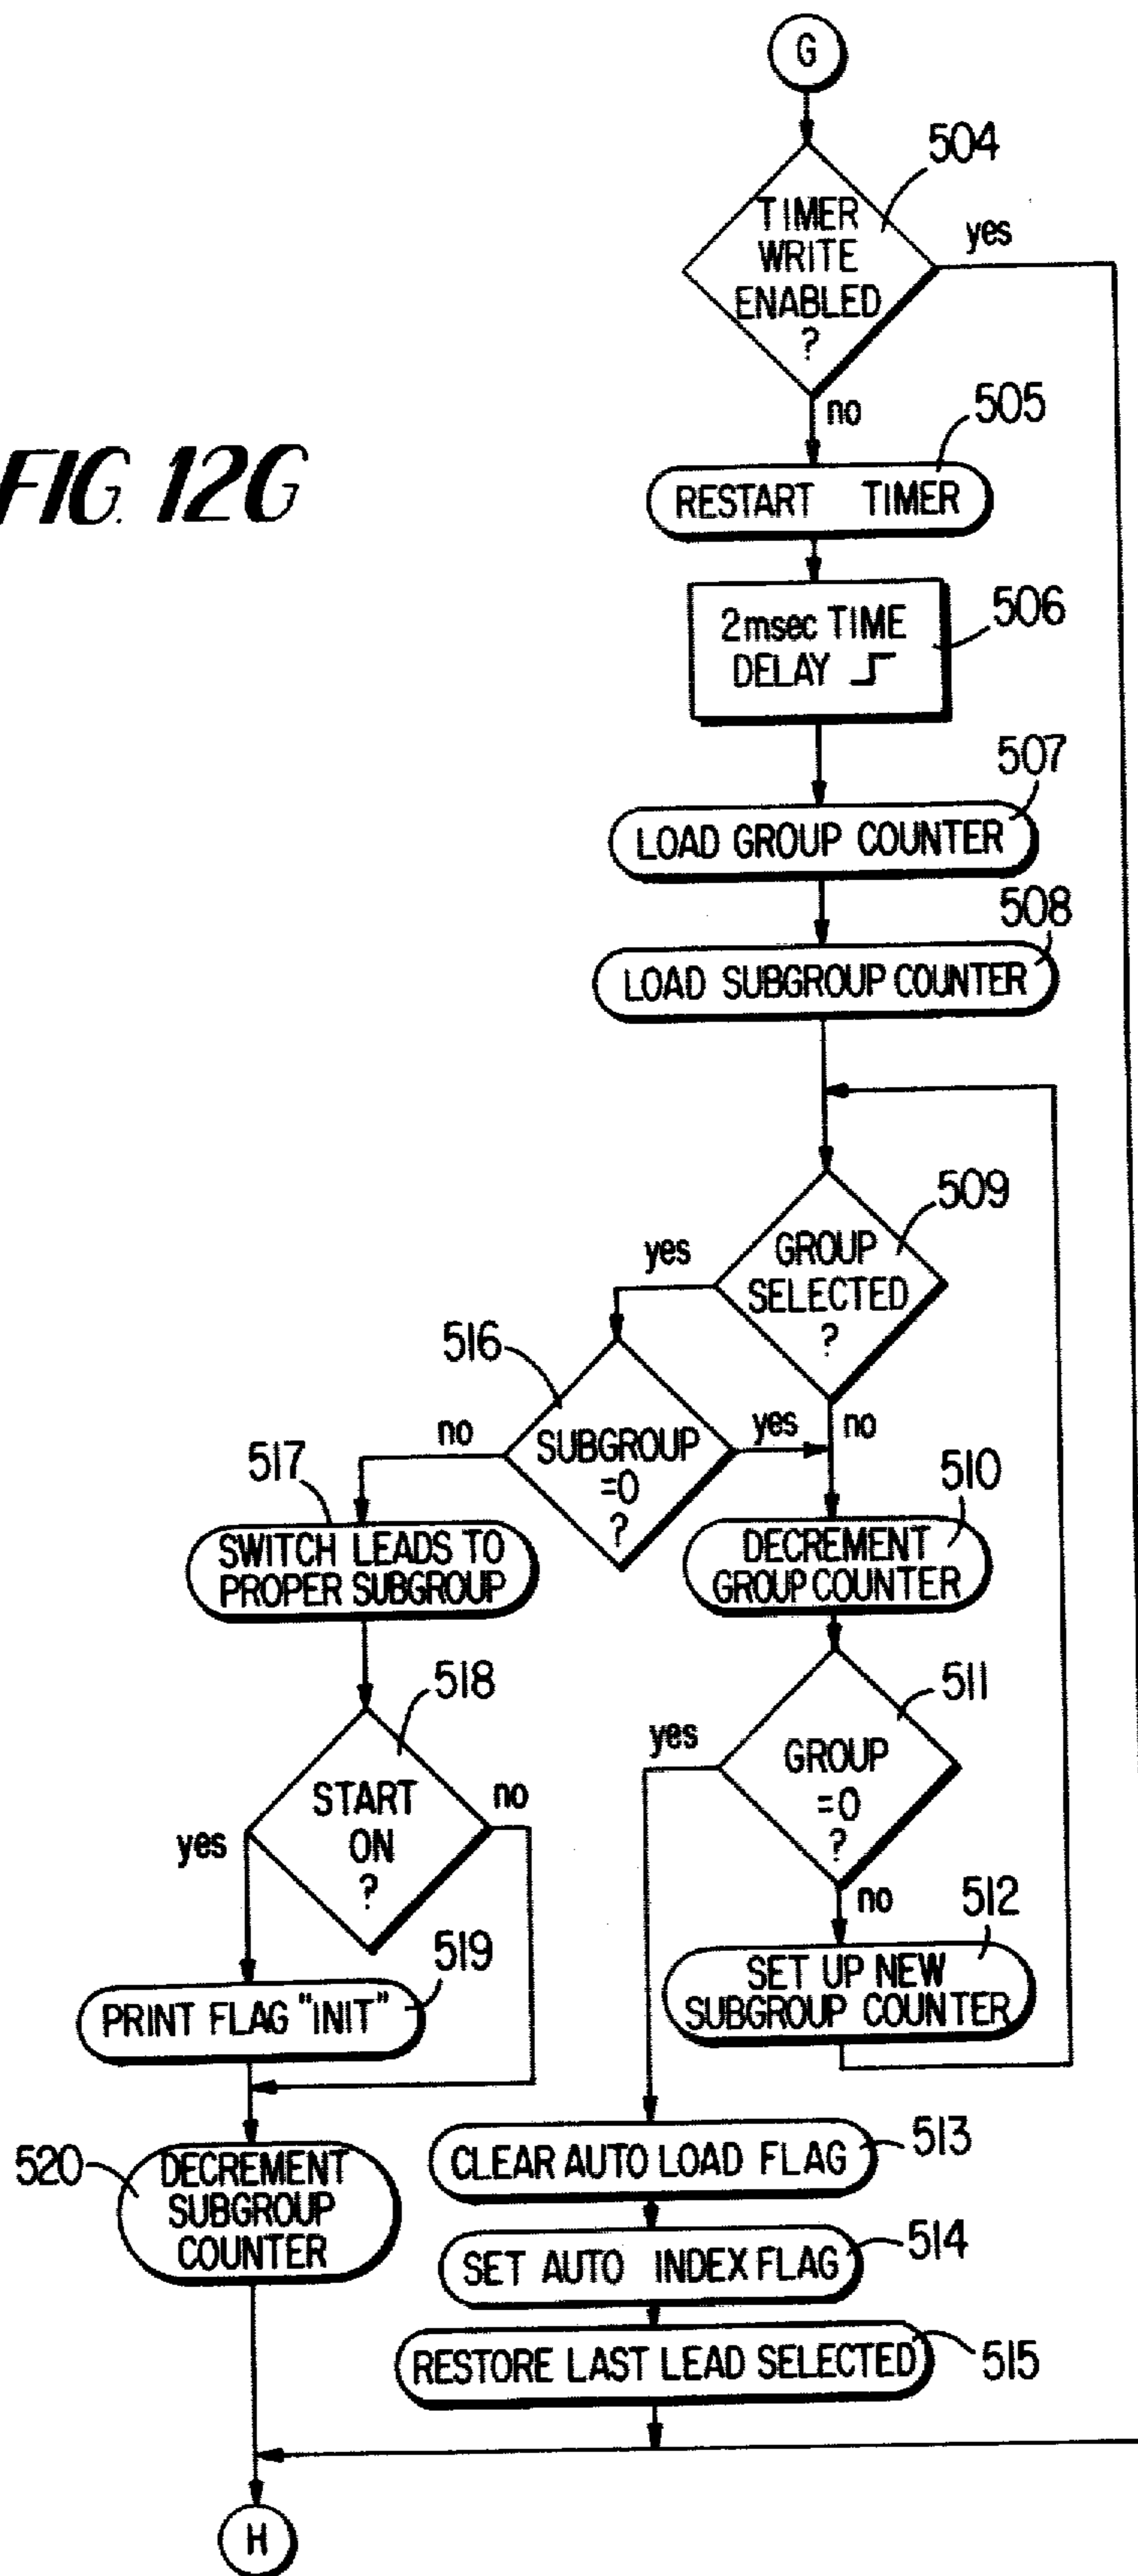 G
504
TIMER
WRITE
ENABLED
?
yes
no
FIG. 12G
505
RESTART TIMER
506
2msec TIME
DELAY
507
LOAD GROUP COUNTER
508
LOAD SUBGROUP COUNTER
509
GROUP
SELECTED
?
yes
no
516
SUBGROUP
=0
?
no
yes
517
SWITCH LEADS TO
PROPER SUBGROUP
510
DECREMENT
GROUP COUNTER
518
START
ON
?
yes
no
511
GROUP
=0
?
yes
no
519
PRINT FLAG "INIT"
512
SET UP NEW
SUBGROUP COUNTER
520
DECREMENT
SUBGROUP
COUNTER
513
CLEAR AUTO LOAD FLAG
514
SET AUTO INDEX FLAG
515
RESTORE LAST LEAD SELECTED
H